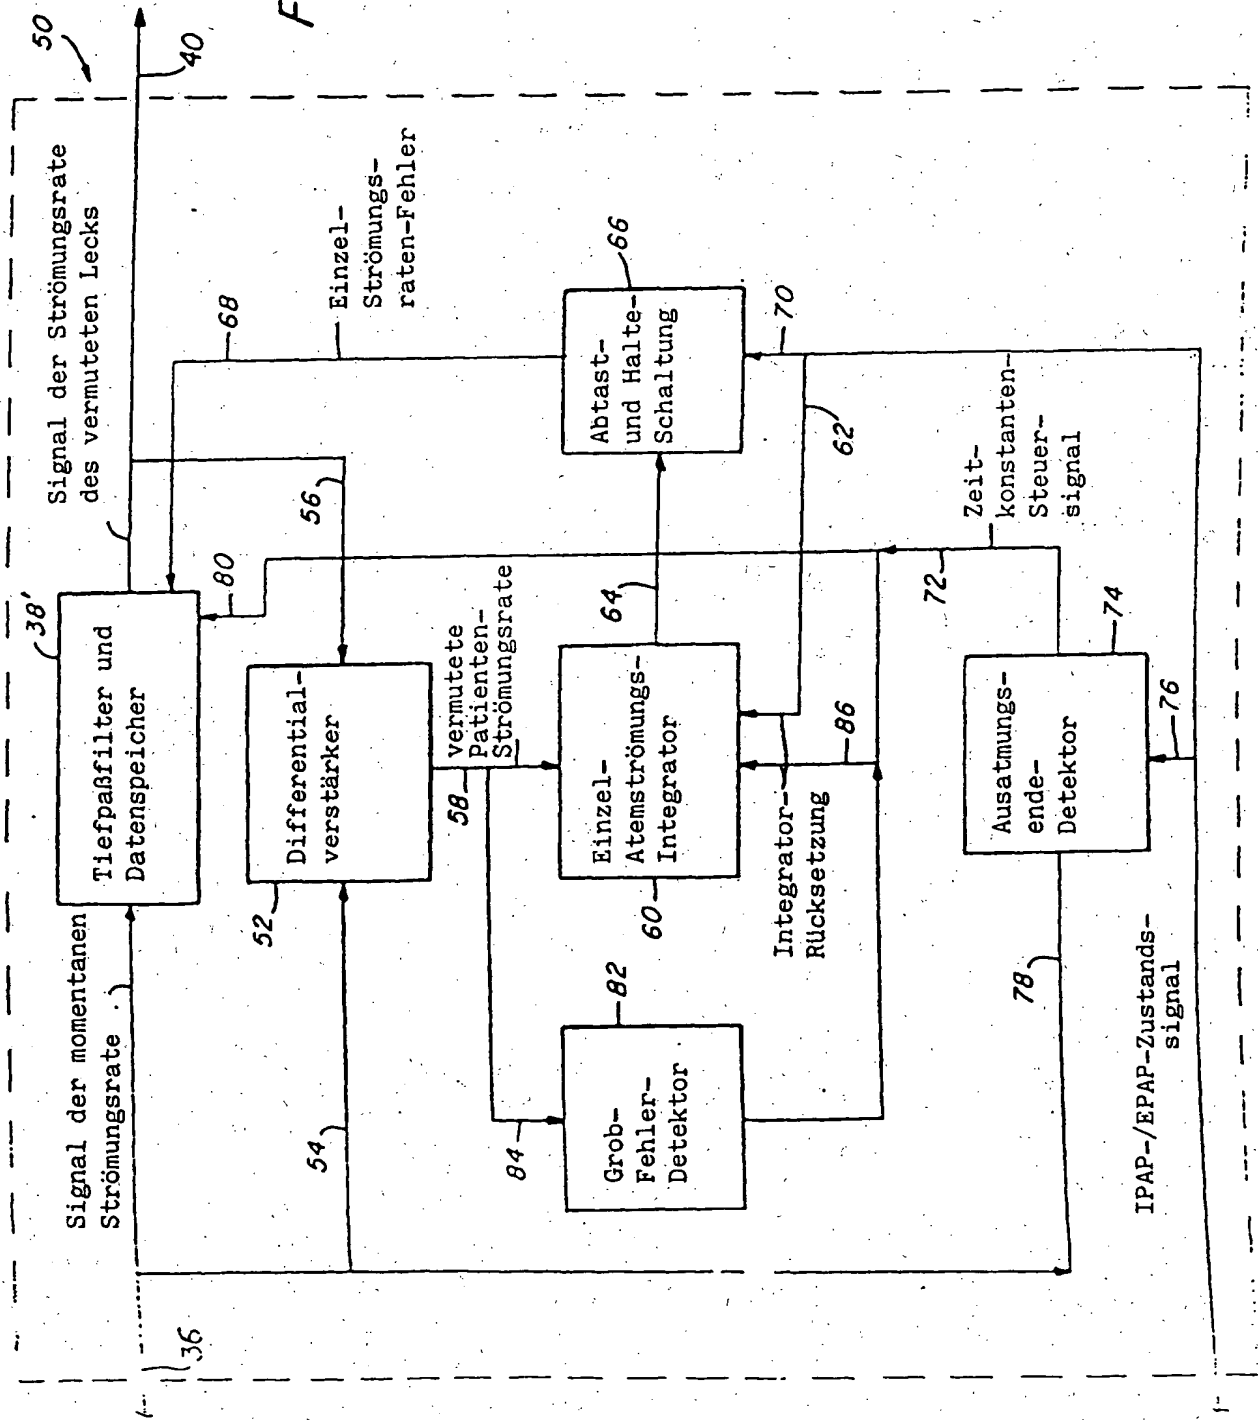 50
F
40
36
Signal der momentanen
Strömungsrate
38'
Tiefpaßfilter und
Datenspeicher
Signal der Strömungsrate
des vermuteten Lecks
80
68
Einzel-
Strömungs-
raten-Fehler
54
52
Differential-
verstärker
56
58
vermutete
Patienten-
Strömungsrate
84
82
Grob-
Fehler-
Detektor
60
Einzel-
Atemströmungs-
Integrator
64
Abtast-
und Halte-
Schaltung
66
Integrator-
Rücksetzung
86
62
70
78
Ausatmungs-
ende-
Detektor
74
72
Zeit-
konstanten-
Steuer-
signal
76
IPAP-/EPAP-Zustands-
signal